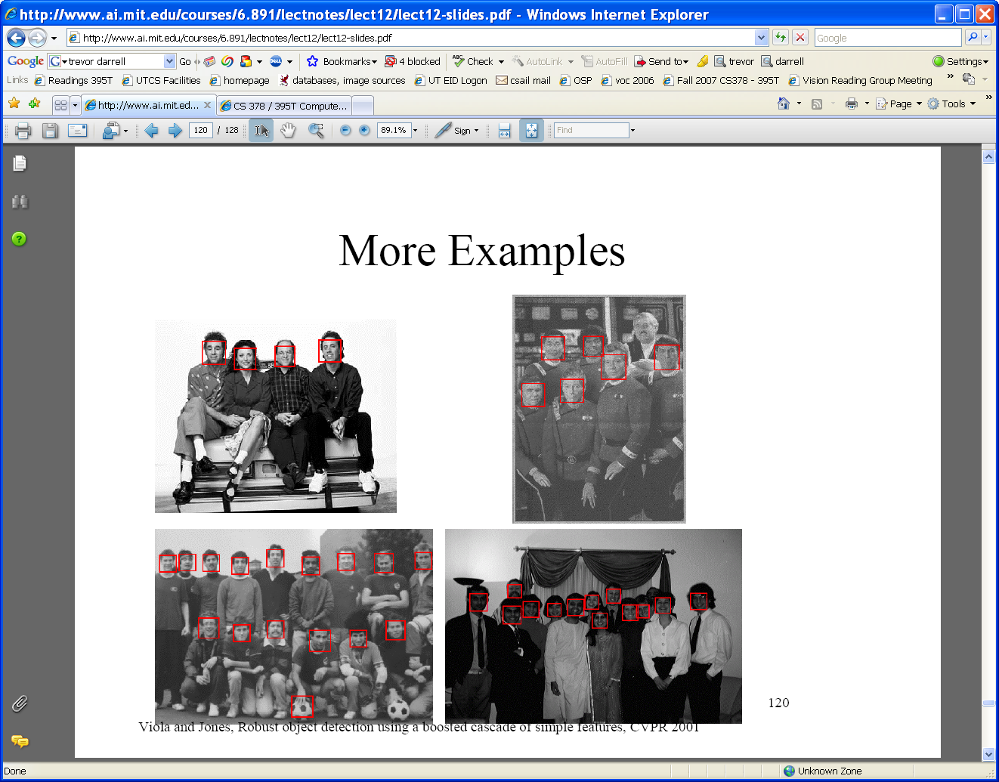 http://www.ai.mit.edu/courses/6.891/lectnotes/lect12/lect12-slides.pdf - Windows Internet Explorer
http://www.ai.mit.edu/courses/6.891/lectnotes/lect12/lect12-slides.pdf Google
Google G trevor darrell Go DELL Bookmarks 4 blocked ABC Check AutoLink AutoFill Send to trevor darrell Settings
Links Readings 395T UTCS Facilities homepage databases, image sources UT EID Logon csail mail OSP voc 2006 Fall 2007 CS378 - 395T Vision Reading Group Meeting »
http://www.ai.mit.ed... CS 378 / 395T Compute... Page Tools »
120 / 128 89.1% Sign Find
More Examples
120
Viola and Jones, Robust object detection using a boosted cascade of simple features, CVPR 2001
Done Unknown Zone